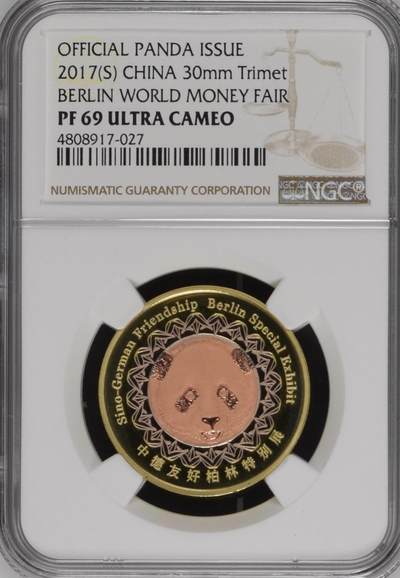 OFFICIAL PANDA ISSUE
2017(S) CHINA 30mm Trimet
BERLIN WORLD MONEY FAIR
PF 69 ULTRA CAMEO
4808917-027
NUMISMATIC GUARANTY CORPORATION
NGC®
Sino-German Friendship Berlin Special Exhibit
中德友好柏林特别展